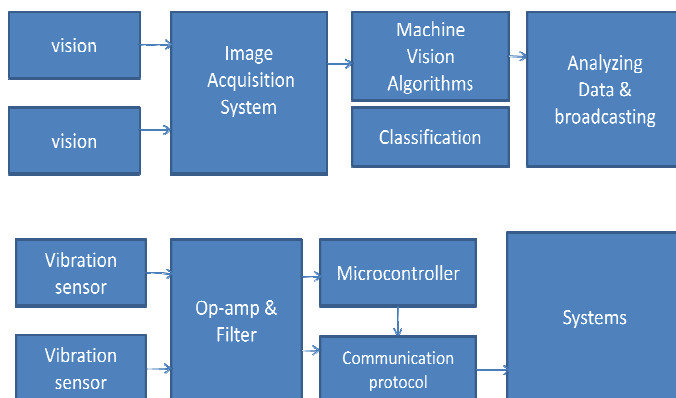 vision
Image
Acquisition
System
Machine
Vision
Algorithms
Analyzing
Data &
broadcasting
vision
Classification
Vibration
sensor
Op-amp &
Filter
Microcontroller
Systems
Vibration
sensor
Communication
protocol